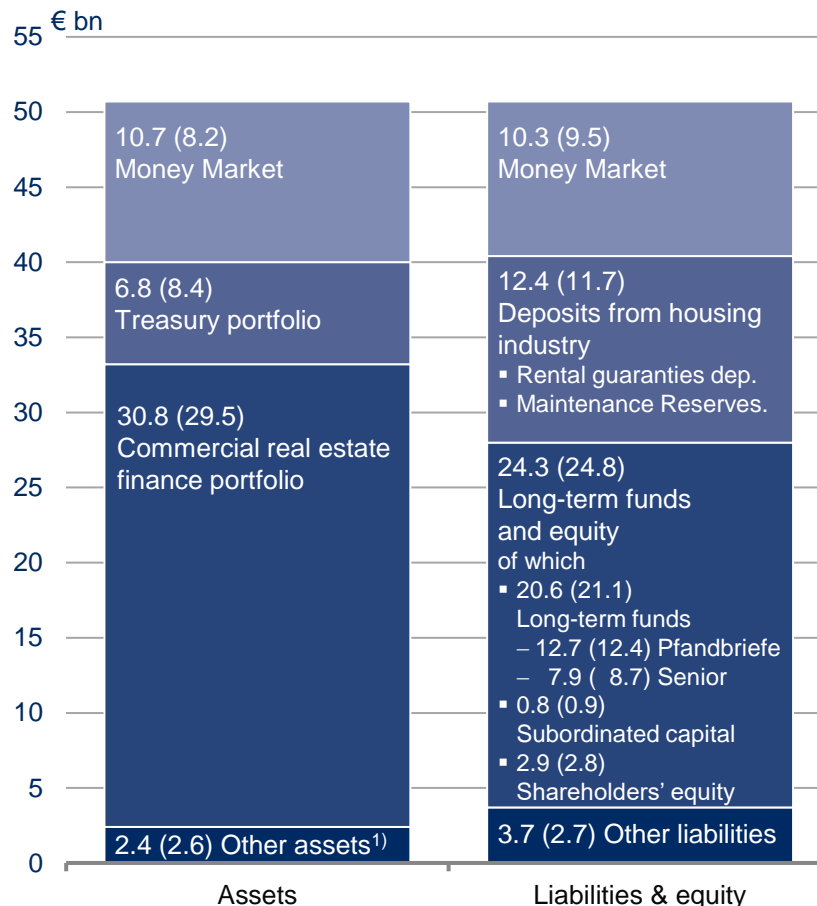 € bn
55
50
45
40
35
30
25
20
15
10
5
0
10.7 (8.2)
Money Market
6.8 (8.4)
Treasury portfolio
30.8 (29.5)
Commercial real estate
finance portfolio
2.4 (2.6) Other assets¹⁾
10.3 (9.5)
Money Market
12.4 (11.7)
Deposits from housing
industry
▪ Rental guaranties dep.
▪ Maintenance Reserves.
24.3 (24.8)
Long-term funds
and equity
of which
▪ 20.6 (21.1)
Long-term funds
– 12.7 (12.4) Pfandbriefe
– 7.9 ( 8.7) Senior
▪ 0.8 (0.9)
Subordinated capital
▪ 2.9 (2.8)
Shareholders’ equity
3.7 (2.7) Other liabilities
Assets
Liabilities & equity